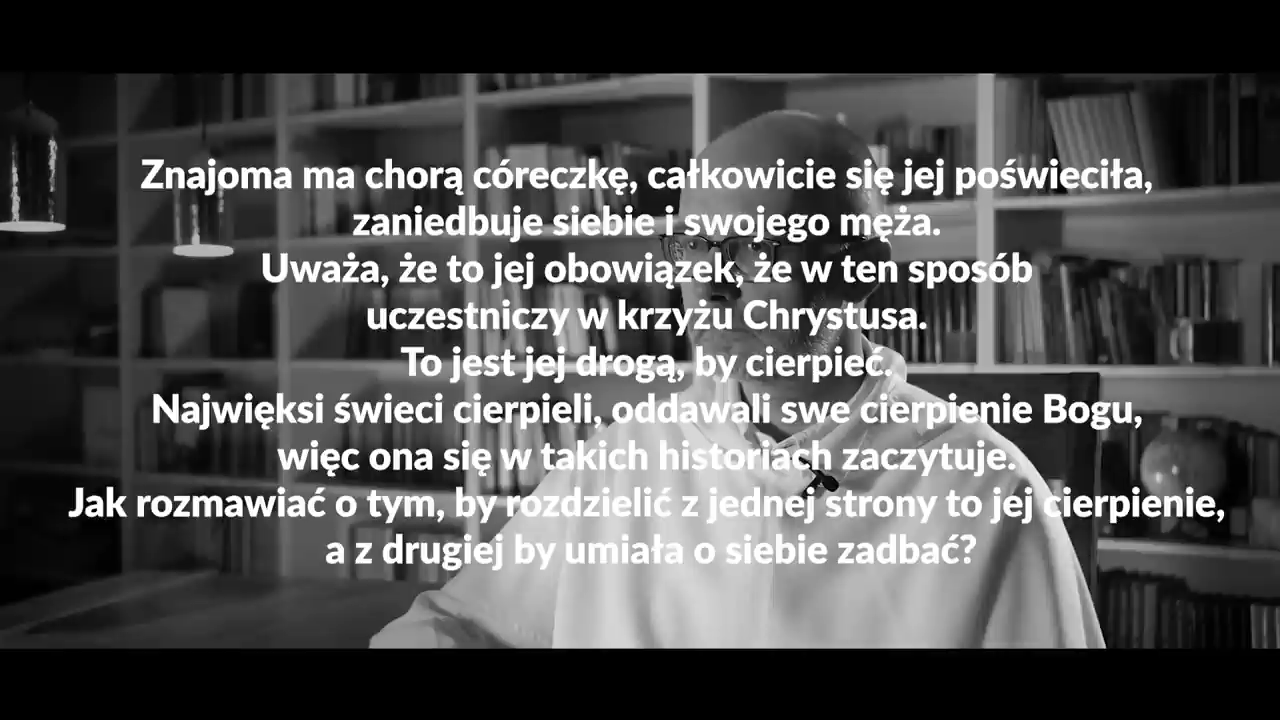 Znajoma ma chorą córeczkę, całkowicie się jej poświeciła,
zaniedbuje siebie i swojego męża.
Uważa, że to jej obowiązek, że w ten sposób
uczestniczy w krzyżu Chrystusa.
To jest jej drogą, by cierpieć.
Najwięksi świeci cierpieli, oddawali swe cierpienie Bogu,
więc ona się w takich historiach zaczytuje.
Jak rozmawiać o tym, by rozdzielić z jednej strony to jej cierpienie,
a z drugiej by umiała o siebie zadbać?